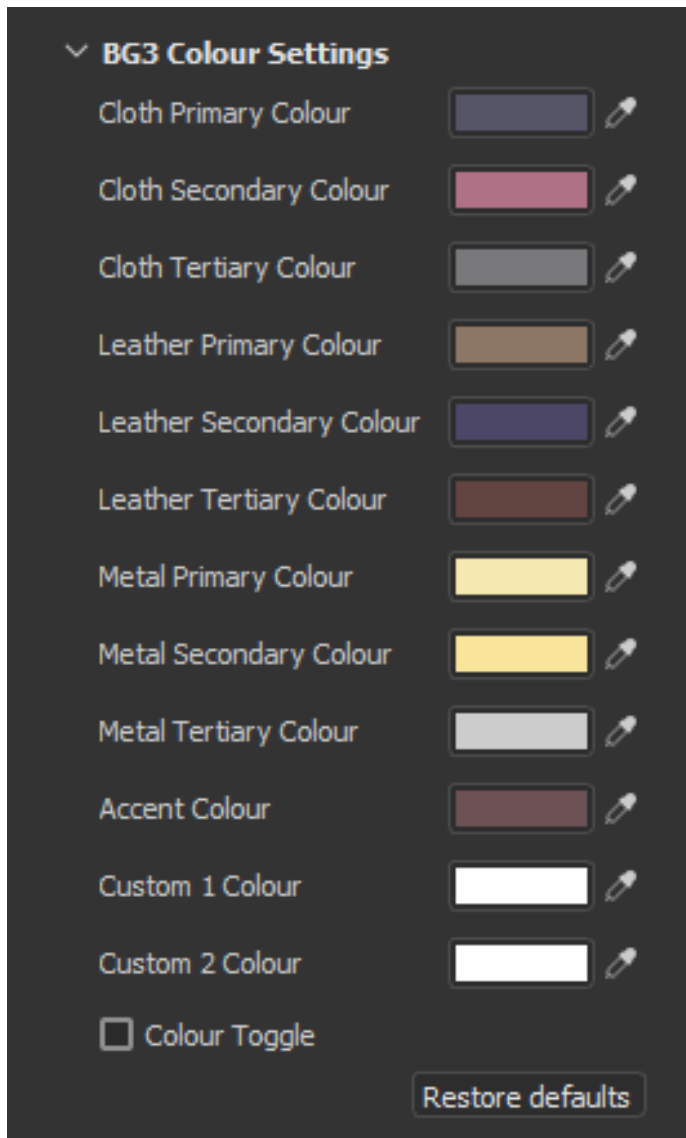 BG3 Colour Settings
Cloth Primary Colour
Cloth Secondary Colour
Cloth Tertiary Colour
Leather Primary Colour
Leather Secondary Colour
Leather Tertiary Colour
Metal Primary Colour
Metal Secondary Colour
Metal Tertiary Colour
Accent Colour
Custom 1 Colour
Custom 2 Colour
Colour Toggle
Restore defaults